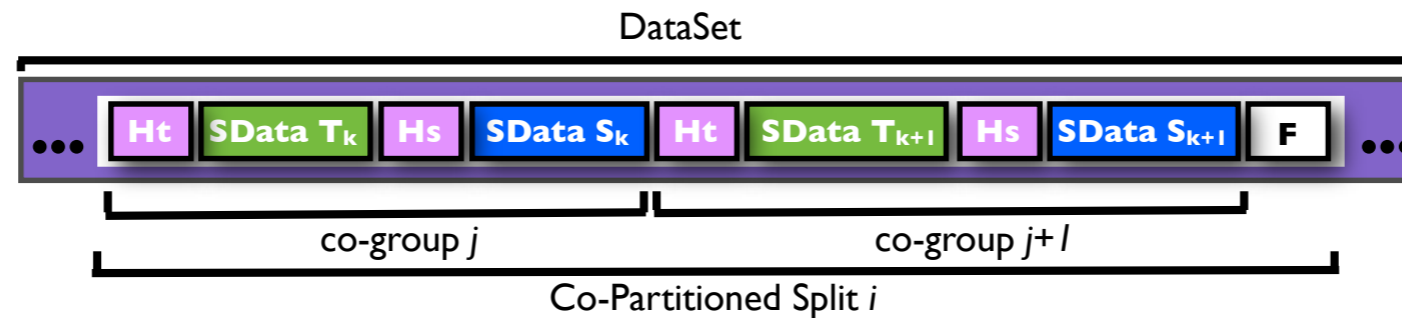 DataSet
... Ht SData Tk Hs SData Sk Ht SData Tk+1 Hs SData Sk+1 F ...
co-group j co-group j+1
Co-Partitioned Split i